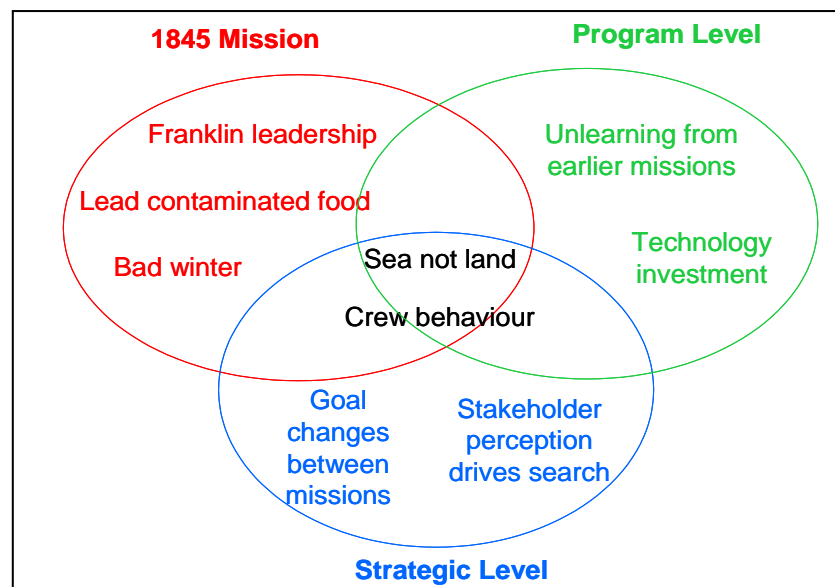 1845 Mission
Program Level
Franklin leadership
Lead contaminated food
Bad winter
Unlearning from
earlier missions
Technology
investment
Sea not land
Crew behaviour
Goal
changes
between
missions
Stakeholder
perception
drives search
Strategic Level